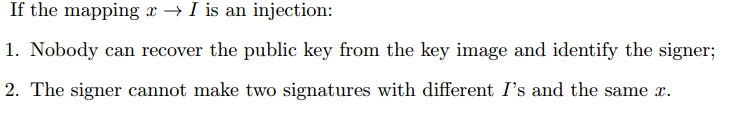 If the mapping x → I is an injection:
1. Nobody can recover the public key from the key image and identify the signer;
2. The signer cannot make two signatures with different I's and the same x.